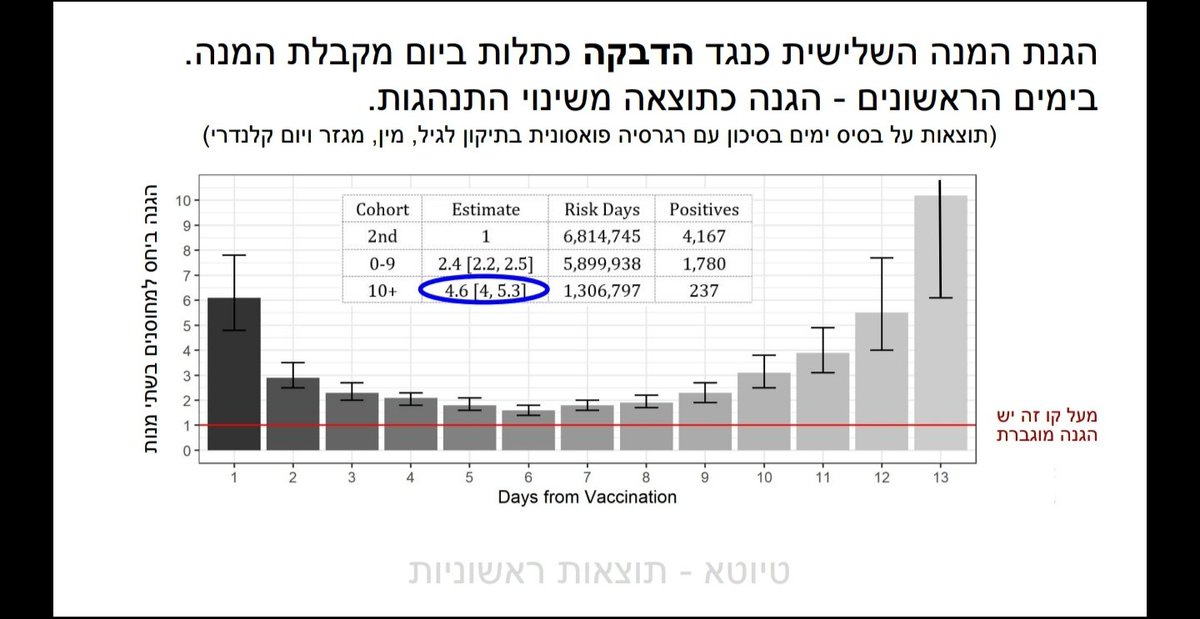 הגנת המנה השלישית כנגד הדבקה כתלות ביום מקבלת המנה.
בימים הראשונים - הגנה כתוצאה משינוי התנהגות.
(תוצאות על בסיס ימים בסיכון עם רגרסיה פואסונית בתיקון לגיל, מין, מגזר ויום קלנדרי)
הגנה ביחס למחוסנים בשתי מנות
10
9
8
7
6
5
4
3
2
1
0
Cohort Estimate Risk Days Positives
2nd 1 6,814,745 4,167
0-9 2.4 [2.2, 2.5] 5,899,938 1,780
10+ 4.6 [4, 5.3] 1,306,797 237
מעל קו זה יש
הגנה מוגברת
1 2 3 4 5 6 7 8 9 10 11 12 13
Days from Vaccination
טיוטא - תוצאות ראשוניות